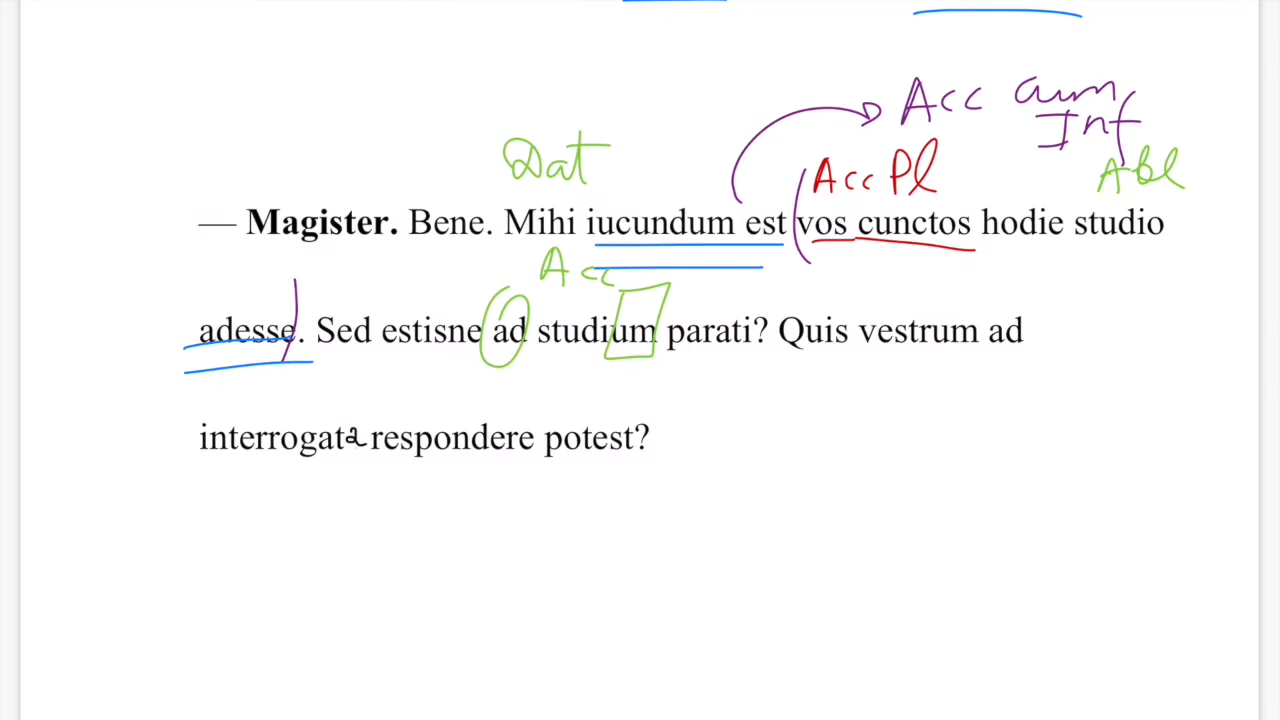 Acc cum
Inf
Dat
Acc Pl
Abl
— Magister. Bene. Mihi iucundum est vos cunctos hodie studio
Acc
adesse. Sed estisne ad studium parati? Quis vestrum ad
interrogata respondere potest?